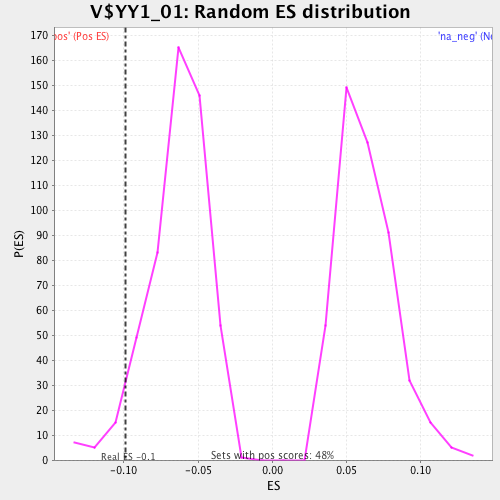 V$YY1_01: Random ES distribution
pos' (Pos ES)
'na_neg' (Ne
170
160
150
140
130
120
110
100
90
80
70
60
50
40
30
20
10
0
P(ES)
Real ES -0.1
Sets with pos scores: 48%
-0.10 -0.05 0.00 0.05 0.10
ES